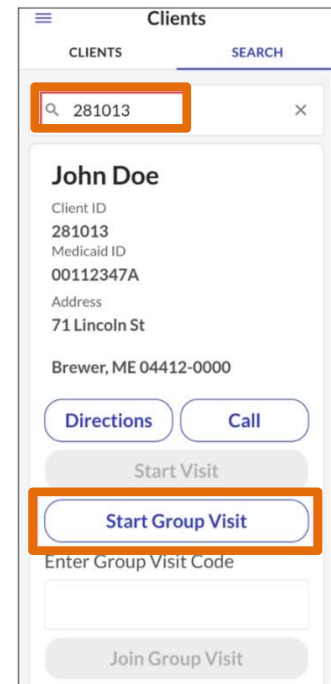 Clients
CLIENTS SEARCH
281013
John Doe
Client ID
281013
Medicaid ID
00112347A
Address
71 Lincoln St
Brewer, ME 04412-0000
Directions Call
Start Visit
Start Group Visit
Enter Group Visit Code
Join Group Visit